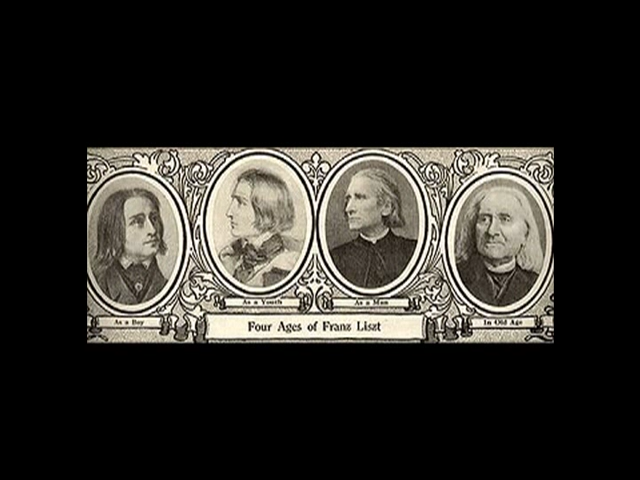 As a Boy
As a Youth
As a Man
In Old Age
Four Ages of Franz Liszt